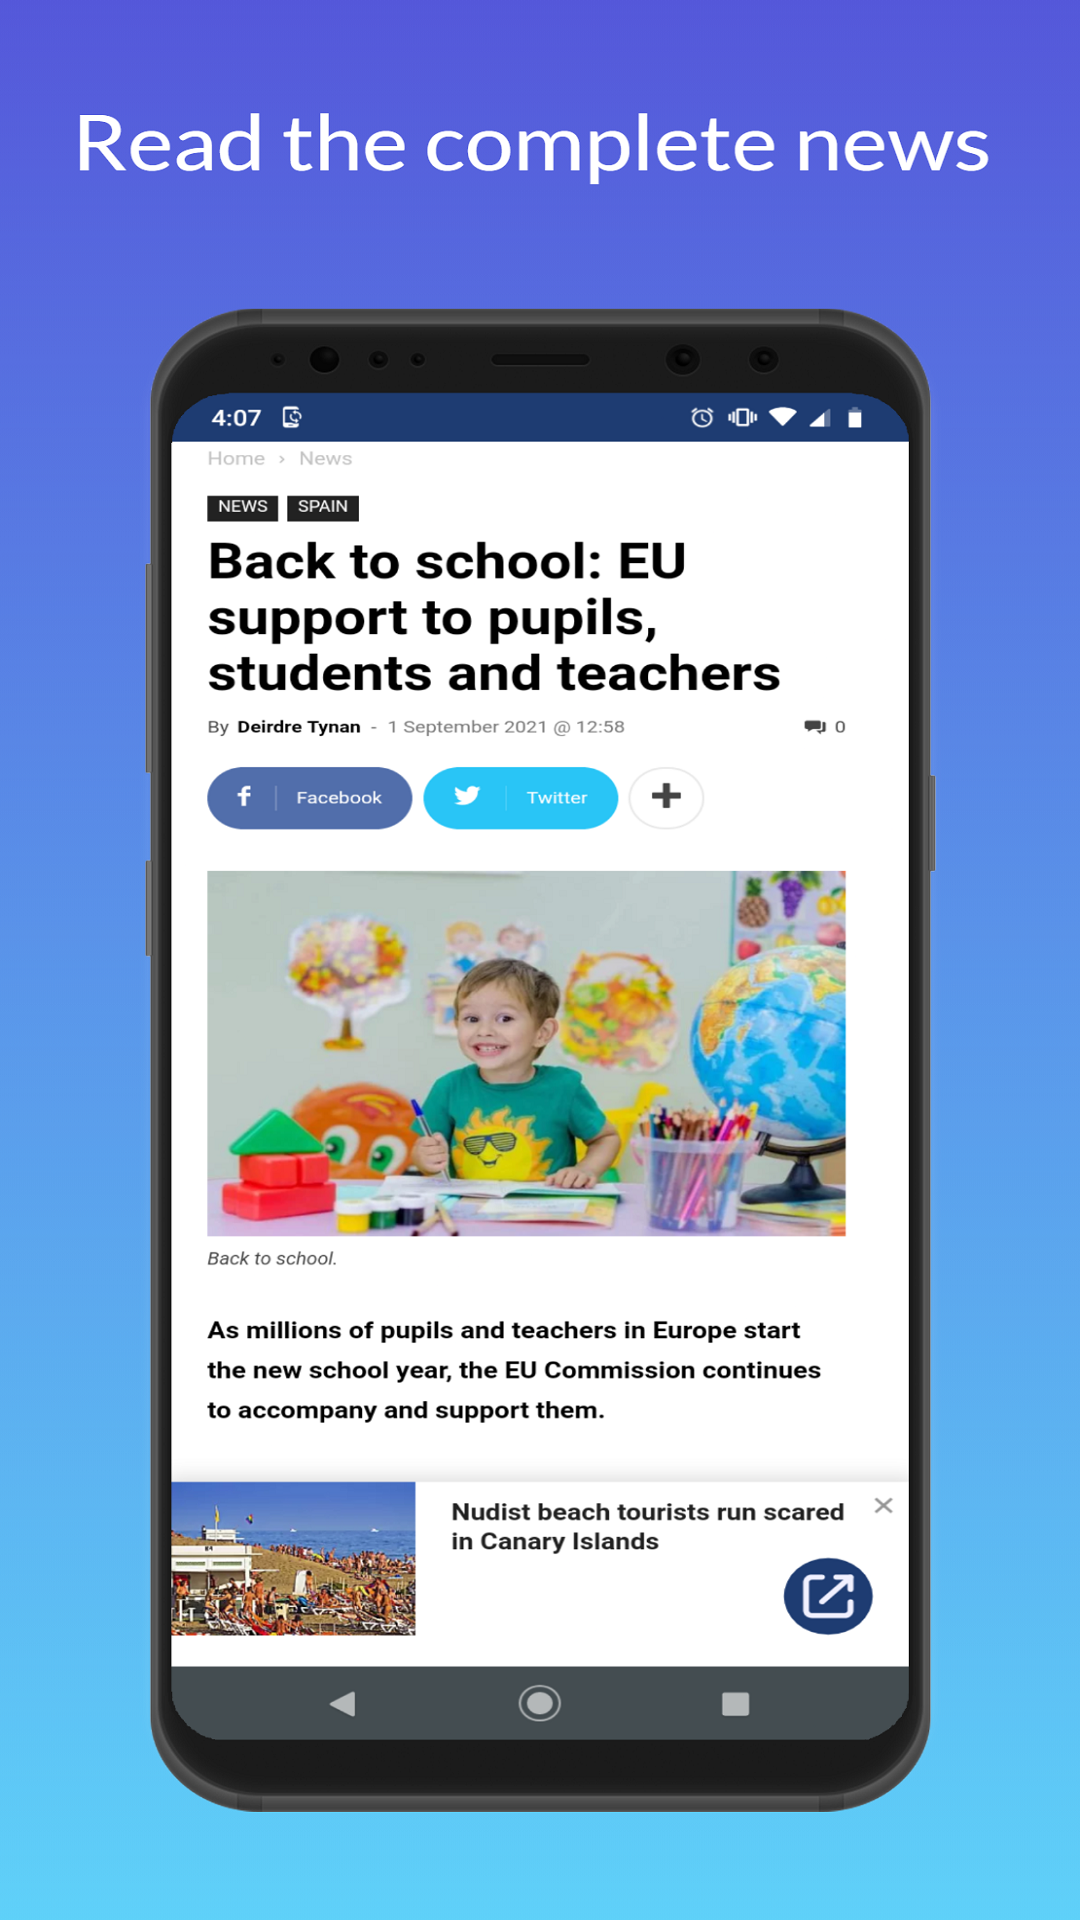 Read the complete news
4:07
Home › News
NEWS SPAIN
Back to school: EU
support to pupils,
students and teachers
By Deirdre Tynan - 1 September 2021 @ 12:58 0
Facebook Twitter
Back to school.
As millions of pupils and teachers in Europe start
the new school year, the EU Commission continues
to accompany and support them.
Nudist beach tourists run scared
in Canary Islands